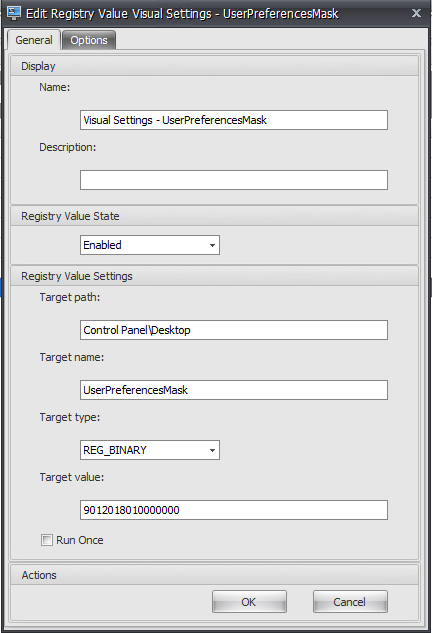 Edit Registry Value Visual Settings - UserPreferencesMask
General
Options
Display
Name:
Visual Settings - UserPreferencesMask
Description:
Registry Value State
Enabled
Registry Value Settings
Target path:
Control Panel\Desktop
Target name:
UserPreferencesMask
Target type:
REG_BINARY
Target value:
9012018010000000
Run Once
Actions
OK
Cancel